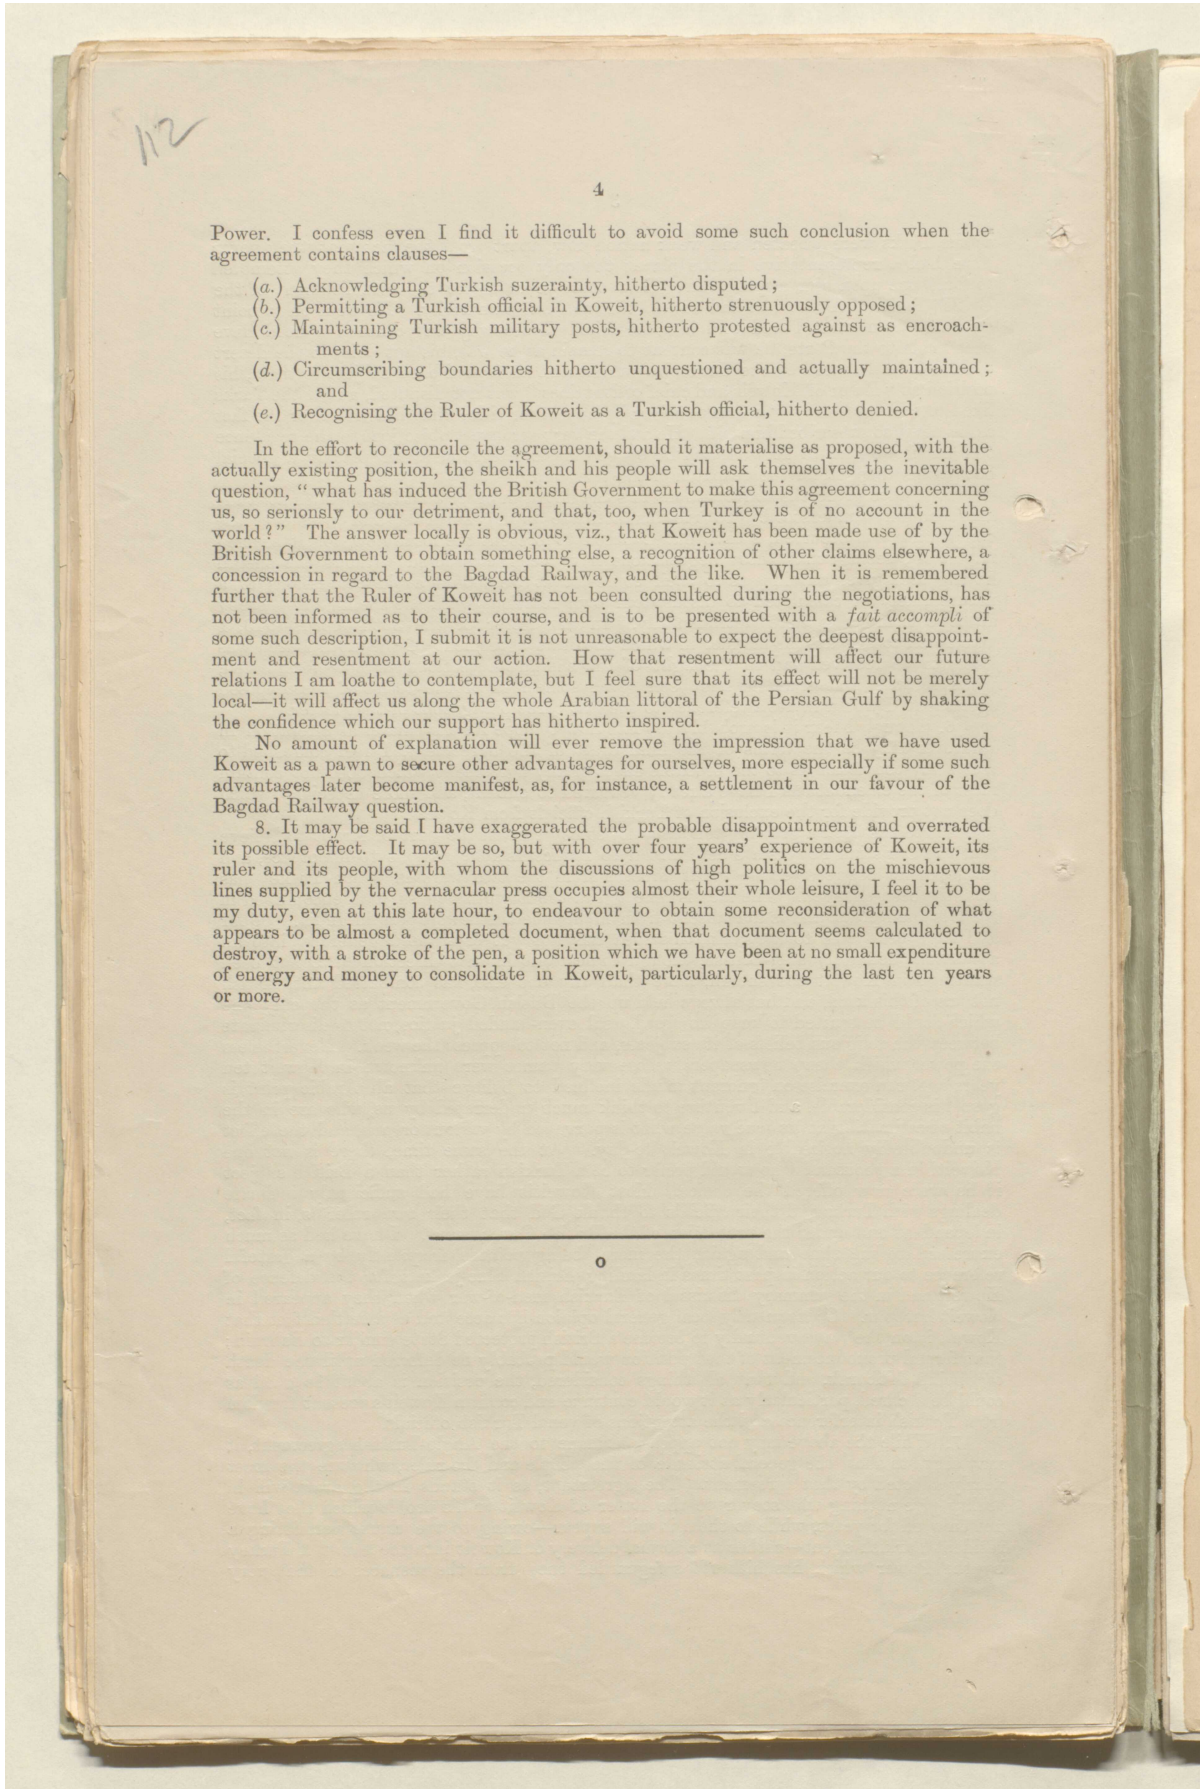 112
4
Power. I confess even I find it difficult to avoid some such conclusion when the
agreement contains clauses—
(a.) Acknowledging Turkish suzerainty, hitherto disputed;
(b.) Permitting a Turkish official in Koweit, hitherto strenuously opposed;
(c.) Maintaining Turkish military posts, hitherto protested against as encroach-
ments;
(d.) Circumscribing boundaries hitherto unquestioned and actually maintained;
and
(e.) Recognising the Ruler of Koweit as a Turkish official, hitherto denied.
In the effort to reconcile the agreement, should it materialise as proposed, with the
actually existing position, the sheikh and his people will ask themselves the inevitable
question, “ what has induced the British Government to make this agreement concerning
us, so serionsly to our detriment, and that, too, when Turkey is of no account in the
world ?” The answer locally is obvious, viz., that Koweit has been made use of by the
British Government to obtain something else, a recognition of other claims elsewhere, a
concession in regard to the Bagdad Railway, and the like. When it is remembered
further that the Ruler of Koweit has not been consulted during the negotiations, has
not been informed as to their course, and is to be presented with a fait accompli of
some such description, I submit it is not unreasonable to expect the deepest disappoint-
ment and resentment at our action. How that resentment will affect our future
relations I am loathe to contemplate, but I feel sure that its effect will not be merely
local—it will affect us along the whole Arabian littoral of the Persian Gulf by shaking
the confidence which our support has hitherto inspired.
No amount of explanation will ever remove the impression that we have used
Koweit as a pawn to secure other advantages for ourselves, more especially if some such
advantages later become manifest, as, for instance, a settlement in our favour of the
Bagdad Railway question.
8. It may be said I have exaggerated the probable disappointment and overrated
its possible effect. It may be so, but with over four years’ experience of Koweit, its
ruler and its people, with whom the discussions of high politics on the mischievous
lines supplied by the vernacular press occupies almost their whole leisure, I feel it to be
my duty, even at this late hour, to endeavour to obtain some reconsideration of what
appears to be almost a completed document, when that document seems calculated to
destroy, with a stroke of the pen, a position which we have been at no small expenditure
of energy and money to consolidate in Koweit, particularly, during the last ten years
or more.
o